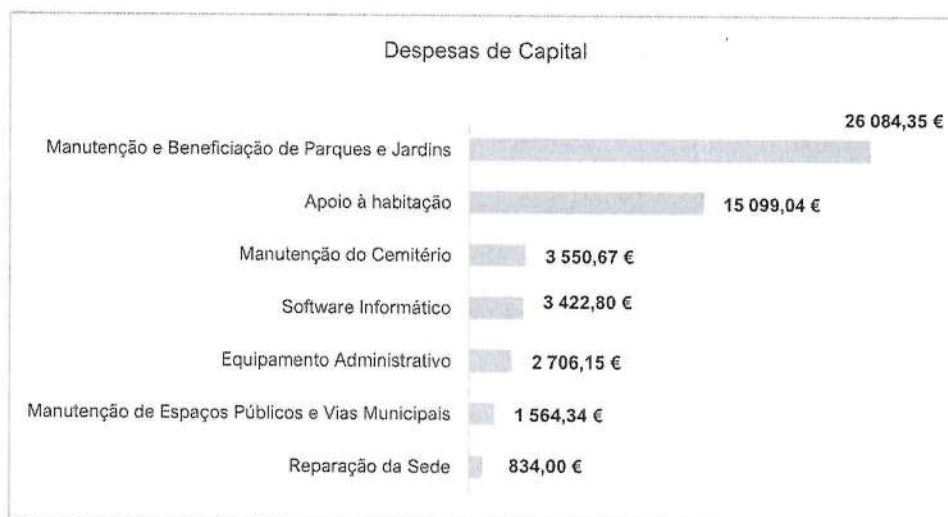 Despesas de Capital
Manutenção e Beneficiação de Parques e Jardins 26 084,35 €
Apoio à habitação 15 099,04 €
Manutenção do Cemitério 3 550,67 €
Software Informático 3 422,80 €
Equipamento Administrativo 2 706,15 €
Manutenção de Espaços Públicos e Vias Municipais 1 564,34 €
Reparação da Sede 834,00 €